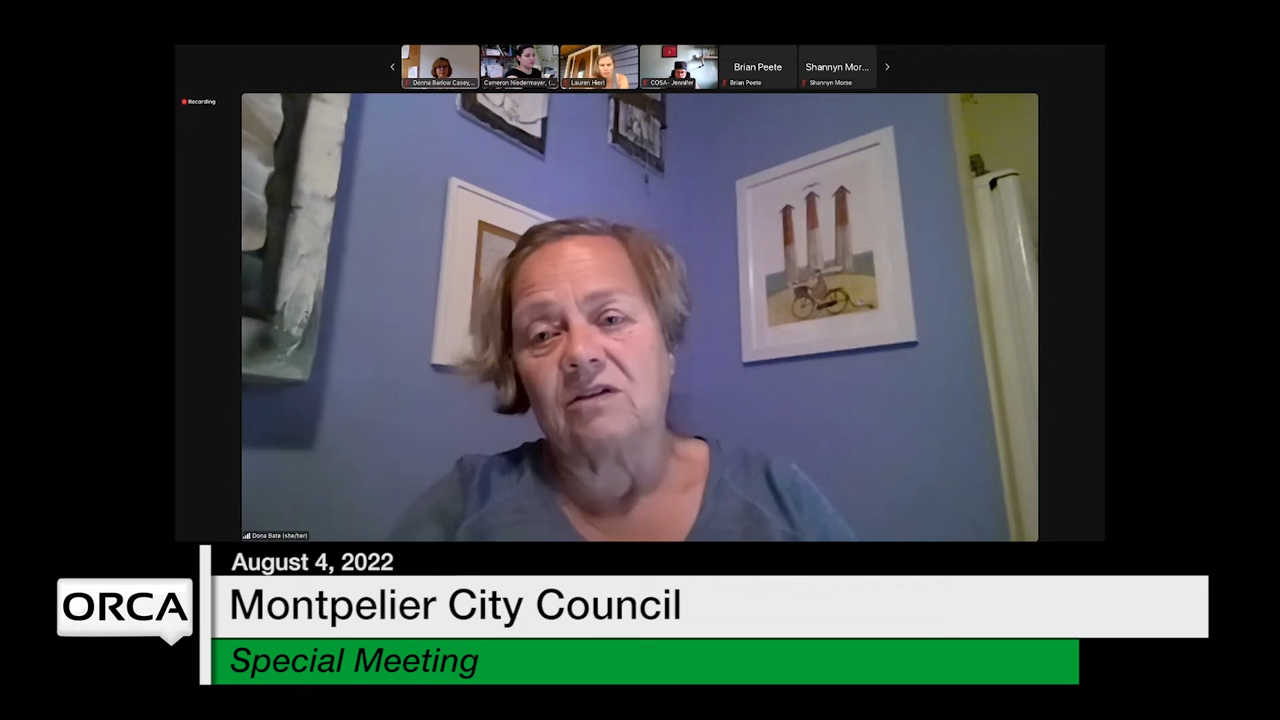 Brian Peete
Shannyn Mor...
Donna Barlow Casey,...
Cameron Niedermayer, (...
Lauren Hierl
COSA- Jennifer
Brian Peete
Shannyn Morse
Recording
Dona Bate (she/her)
August 4, 2022
ORCA
Montpelier City Council
Special Meeting